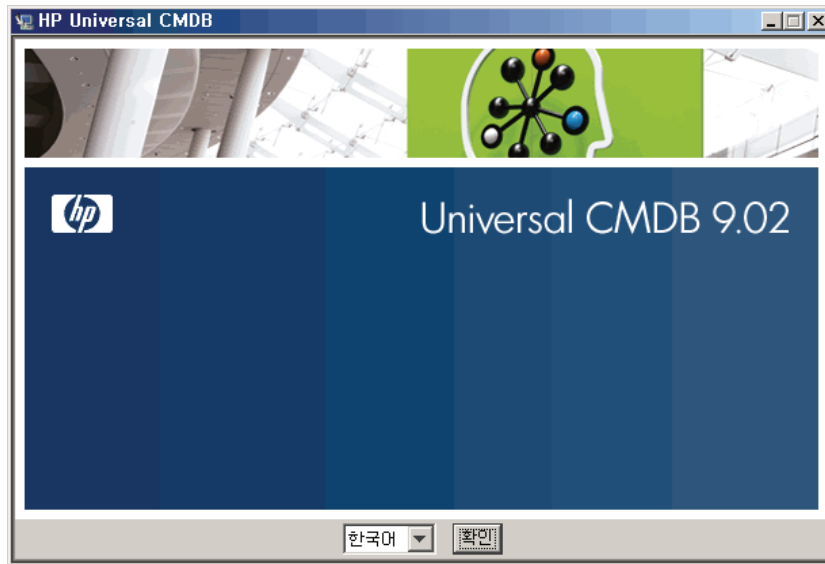 HP Universal CMDB
hp
Universal CMDB 9.02
한국어
확인